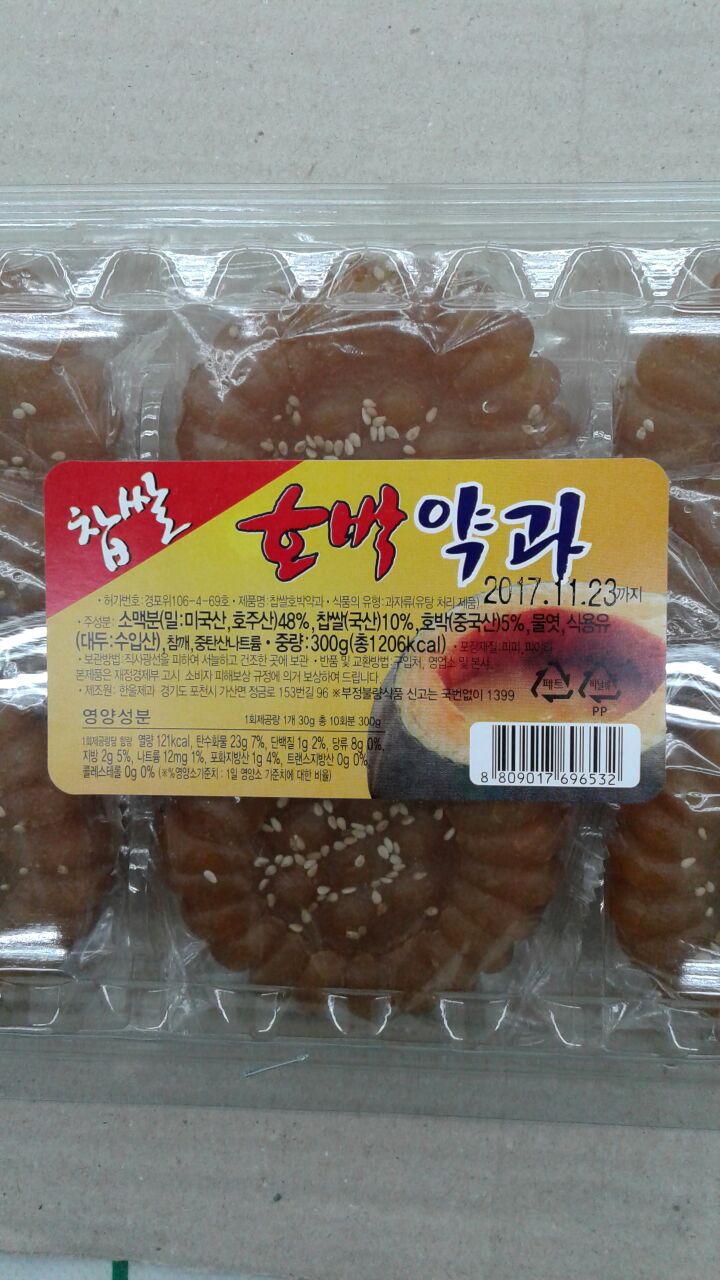 찹쌀 호박 약과
• 허가번호:경포위106-4-69호 • 제품명:찹쌀호박약과 • 식품의 유형:과자류(유탕 처리 제품) 2017.11.23까지
• 주성분: 소맥분(밀:미국산, 호주산)48%, 찹쌀(국산)10%, 호박(중국산)5%, 물엿, 식용유
(대두:수입산), 참깨, 중탄산나트륨 • 중량:300g(총1206kcal) • 포장재질:피피,
• 보관방법: 직사광선을 피하여 서늘하고 건조한 곳에 보관 • 반품 및 교환방법: 구입처, 영업소 및 본사
본제품은 재정경제부 고시 소비자 피해보상 규정에 의거 보상하여 드립니다.
• 제조원: 한울제과 경기도 포천시 가산면 정금로 153번길 96 ※부정불량식품 신고는 국번없이 1399
페트 비닐류
PP
영양성분 1회제공량 1개 30g 총 10회분 300g
1회제공량당 함량 열량 121kcal, 탄수화물 23g 7%, 단백질 1g 2%, 당류 8g 0%,
지방 2g 5%, 나트륨 12mg 1%, 포화지방산 1g 4%, 트랜스지방산 0g 0%
콜레스테롤 0g 0% (※%영양소기준치 : 1일 영양소 기준치에 대한 비율)
8 809017 696532